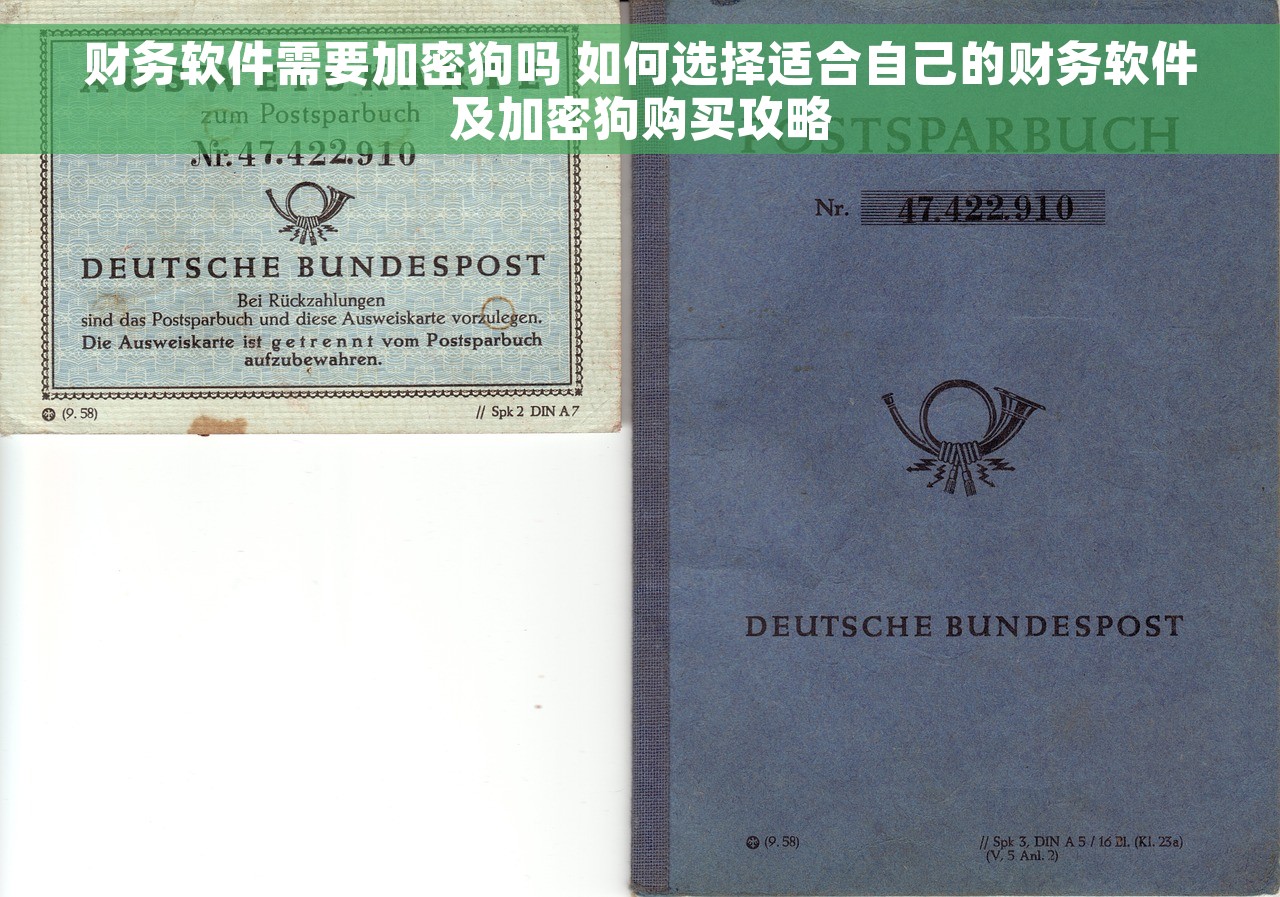 财务软件需要加密狗吗 如何选择适合自己的财务软件
及加密狗购买攻略
AUSWEISKARTE
zum Postsparbuch
Nr. 47.422.910
DEUTSCHE BUNDESPOST
Bei Rückzahlungen
sind das Postsparbuch und diese Ausweiskarte vorzulegen.
Die Ausweiskarte ist getrennt vom Postsparbuch
aufzubewahren.
(9. 58)
// Spk 2 DIN A 7
POSTSPARBUCH
Nr. 47.422.910
DEUTSCHE BUNDESPOST
(9. 58)
// Spk 3, DIN A 5 / 16 Bl. (Kl. 23a)
(V, 5 Anl. 2)